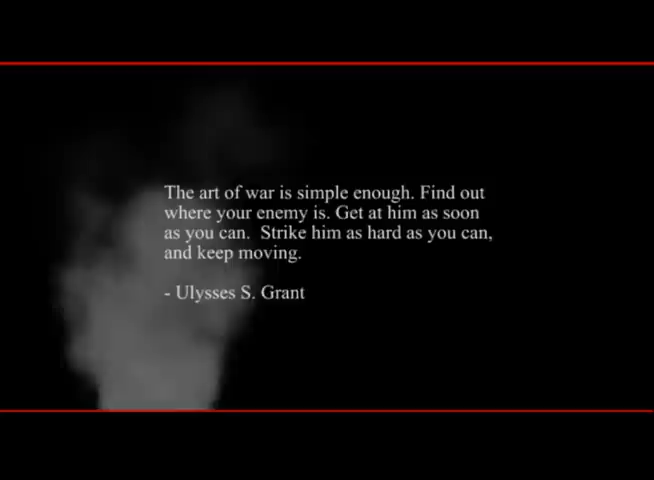 The art of war is simple enough. Find out
where your enemy is. Get at him as soon
as you can.  Strike him as hard as you can,
and keep moving.
- Ulysses S. Grant